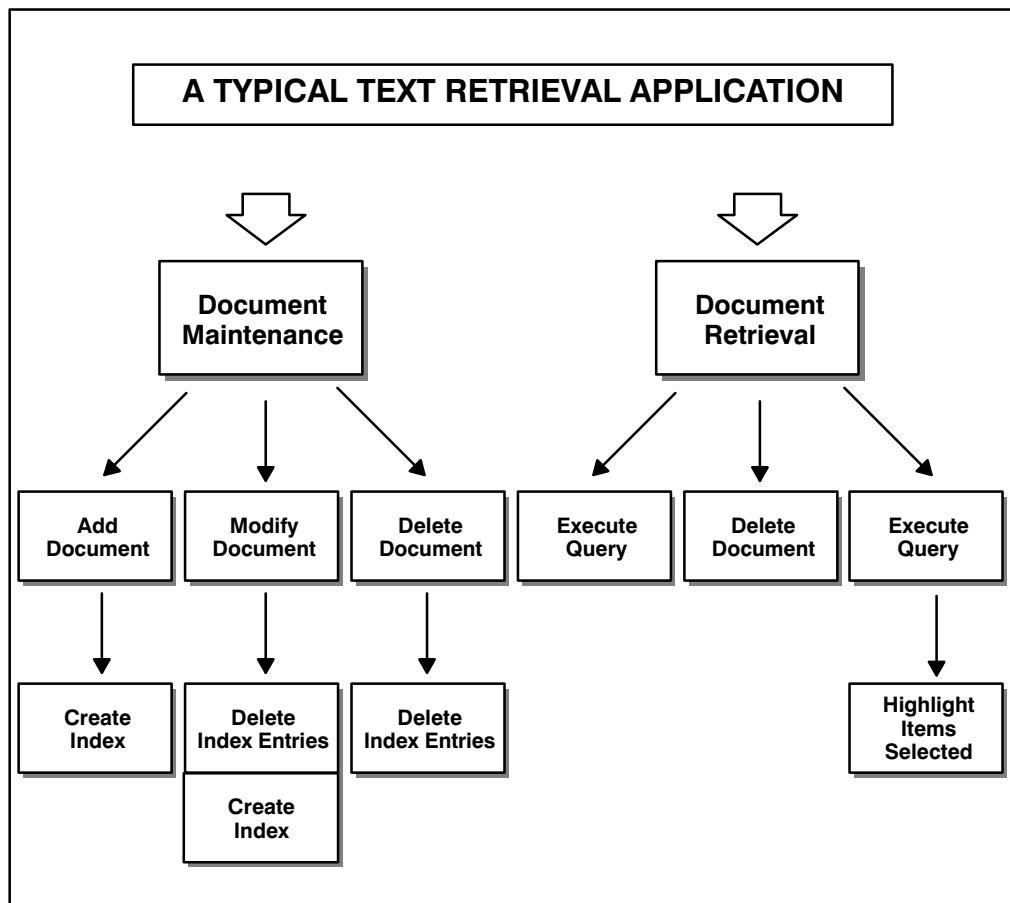 A TYPICAL TEXT RETRIEVAL APPLICATION
Document
Maintenance
Document
Retrieval
Add
Document
Modify
Document
Delete
Document
Execute
Query
Delete
Document
Execute
Query
Create
Index
Delete
Index Entries
Delete
Index Entries
Highlight
Items
Selected
Create
Index